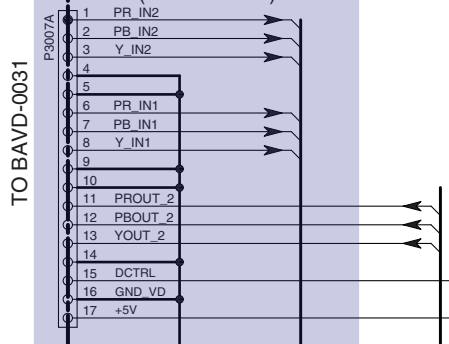 TO BAVD-0031
P3007A
1 PR_IN2
2 PB_IN2
3 Y_IN2
4
5
6 PR_IN1
7 PB_IN1
8 Y_IN1
9
10
11 PROUT_2
12 PBOUT_2
13 YOUT_2
14
15 DCTRL
16 GND_VD
17 +5V